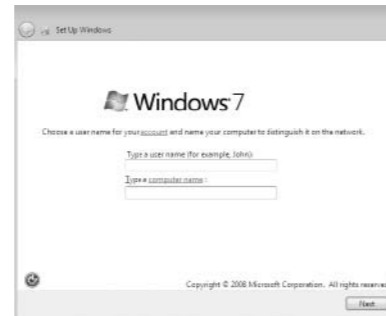 Set Up Windows
Windows 7
Choose a user name for your account and name your computer to distinguish it on the network.
Type a user name (for example, John):
Type a computer name :
Copyright © 2008 Microsoft Corporation. All rights reserved
Next